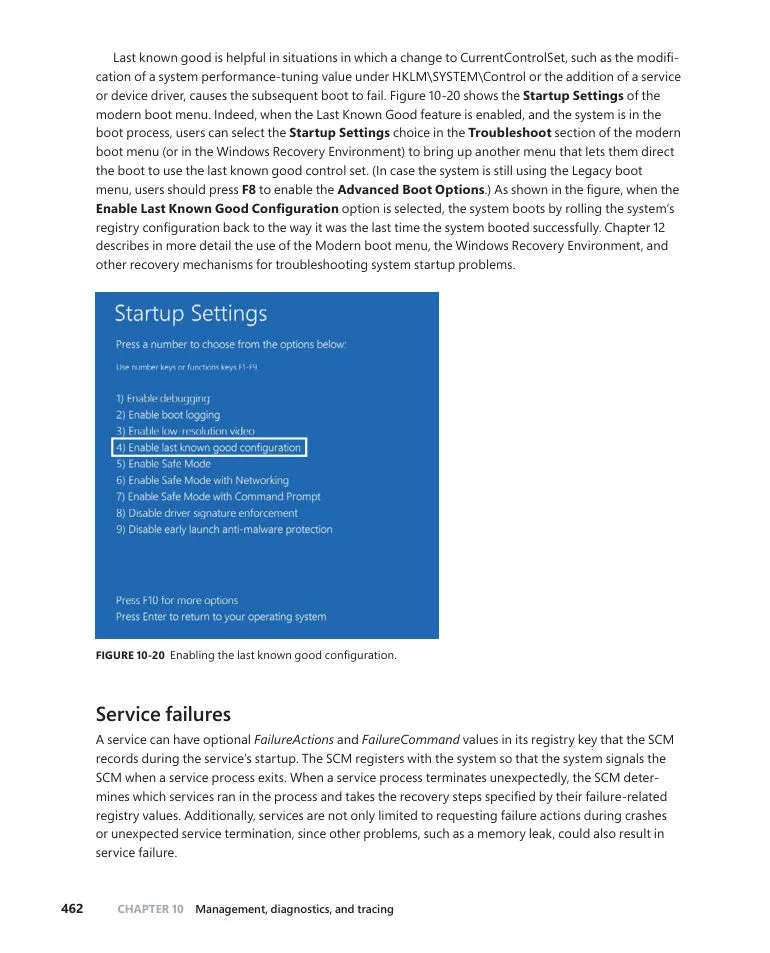 Last known good is helpful in situations in which a change to CurrentControlSet, such as the modifi-
cation of a system performance-tuning value under HKLM\SYSTEM\Control or the addition of a service
or device driver, causes the subsequent boot to fail. Figure 10-20 shows the Startup Settings of the
modern boot menu. Indeed, when the Last Known Good feature is enabled, and the system is in the
boot process, users can select the Startup Settings choice in the Troubleshoot section of the modern
boot menu (or in the Windows Recovery Environment) to bring up another menu that lets them direct
the boot to use the last known good control set. (In case the system is still using the Legacy boot
menu, users should press F8 to enable the Advanced Boot Options.) As shown in the figure, when the
Enable Last Known Good Configuration option is selected, the system boots by rolling the system’s
registry configuration back to the way it was the last time the system booted successfully. Chapter 12
describes in more detail the use of the Modern boot menu, the Windows Recovery Environment, and
other recovery mechanisms for troubleshooting system startup problems.
Startup Settings
Press a number to choose from the options below:
Use number keys or functions keys F1-F9.
1) Enable debugging
2) Enable boot logging
3) Enable low-resolution video
4) Enable last known good configuration
5) Enable Safe Mode
6) Enable Safe Mode with Networking
7) Enable Safe Mode with Command Prompt
8) Disable driver signature enforcement
9) Disable early launch anti-malware protection
Press F10 for more options
Press Enter to return to your operating system
FIGURE 10-20 Enabling the last known good configuration.
Service failures
A service can have optional FailureActions and FailureCommand values in its registry key that the SCM
records during the service’s startup. The SCM registers with the system so that the system signals the
SCM when a service process exits. When a service process terminates unexpectedly, the SCM deter-
mines which services ran in the process and takes the recovery steps specified by their failure-related
registry values. Additionally, services are not only limited to requesting failure actions during crashes
or unexpected service termination, since other problems, such as a memory leak, could also result in
service failure.
462 CHAPTER 10 Management, diagnostics, and tracing